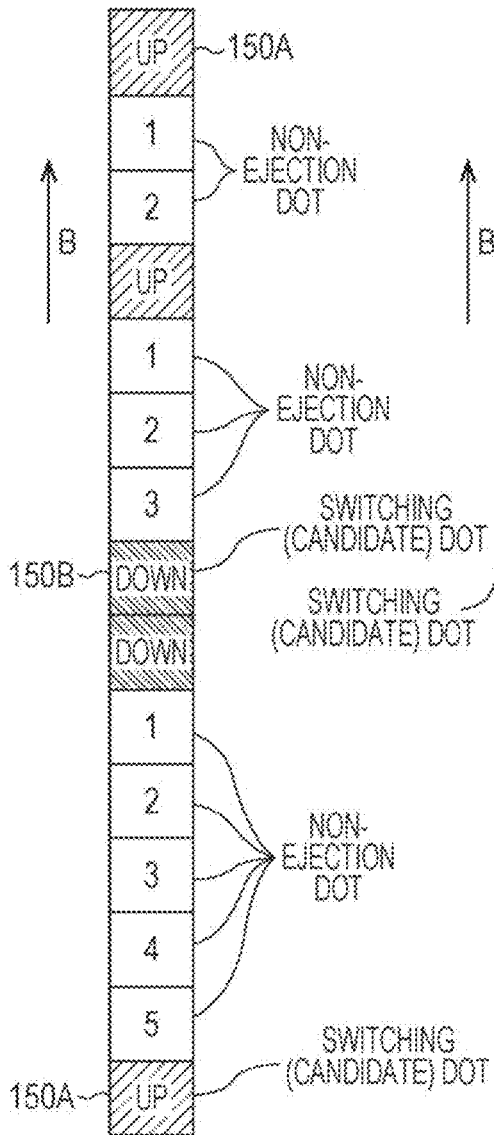 UP
150A
1
2
NON-
EJECTION
DOT
B
B
UP
1
2
3
NON-
EJECTION
DOT
SWITCHING
(CANDIDATE) DOT
150B
DOWN
SWITCHING
(CANDIDATE) DOT
DOWN
1
2
3
4
5
NON-
EJECTION
DOT
SWITCHING
(CANDIDATE) DOT
150A
UP